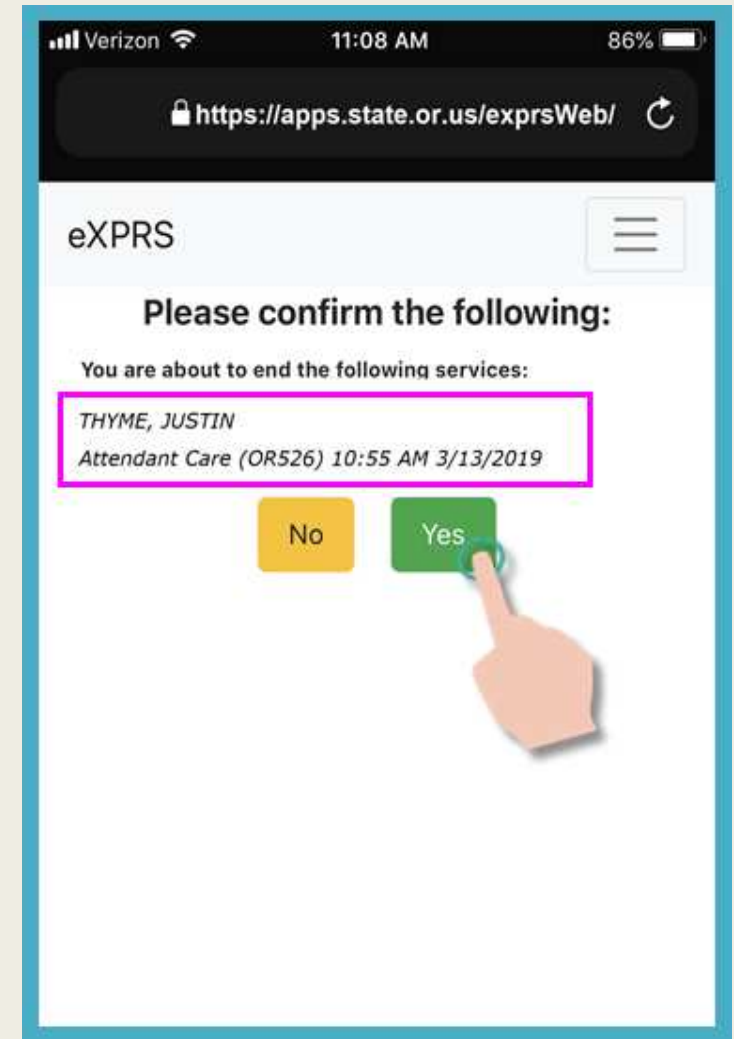 Verizon 11:08 AM 86%
https://apps.state.or.us/exprsWeb/
eXPRS
Please confirm the following:
You are about to end the following services:
THYME, JUSTIN
Attendant Care (OR526) 10:55 AM 3/13/2019
No Yes